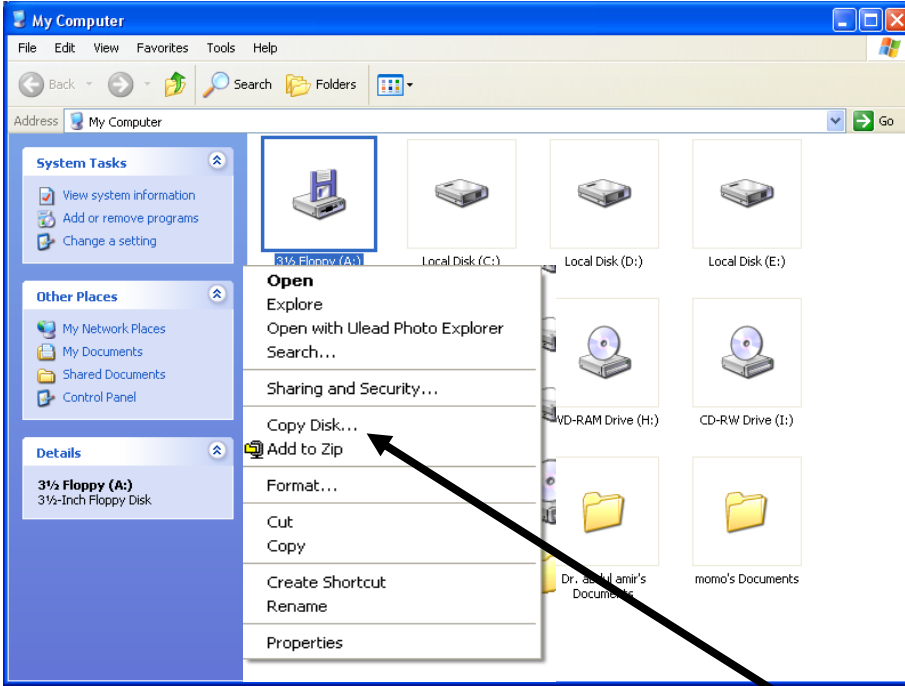 My Computer
File Edit View Favorites Tools Help
Back Search Folders
Address My Computer Go
System Tasks
View system information
Add or remove programs
Change a setting
Other Places
My Network Places
My Documents
Shared Documents
Control Panel
Details
3½ Floppy (A:)
3½-Inch Floppy Disk
3½ Floppy (A:) Local Disk (C:) Local Disk (D:) Local Disk (E:)
Open
Explore
Open with Ulead Photo Explorer
Search...
Sharing and Security...
Copy Disk...
Add to Zip
Format...
Cut
Copy
Create Shortcut
Rename
Properties
VD-RAM Drive (H:) CD-RW Drive (I:)
Dr. abdul amir's
Documents
momo's Documents